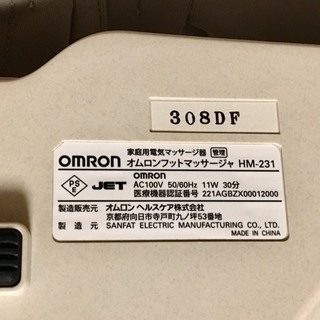 308DF
家庭用電気マッサージ器 管理
OMRON オムロンフットマッサージャ HM-231
PS E JET OMRON
AC100V 50/60Hz 11W 30分
医療機器認証番号 221AGBZX00012000
製造販売元 オムロン ヘルスケア株式会社
京都府向日市寺戸町九ノ坪53番地
製造元 SANFAT ELECTRIC MANUFACTURING CO., LTD.
MADE IN CHINA